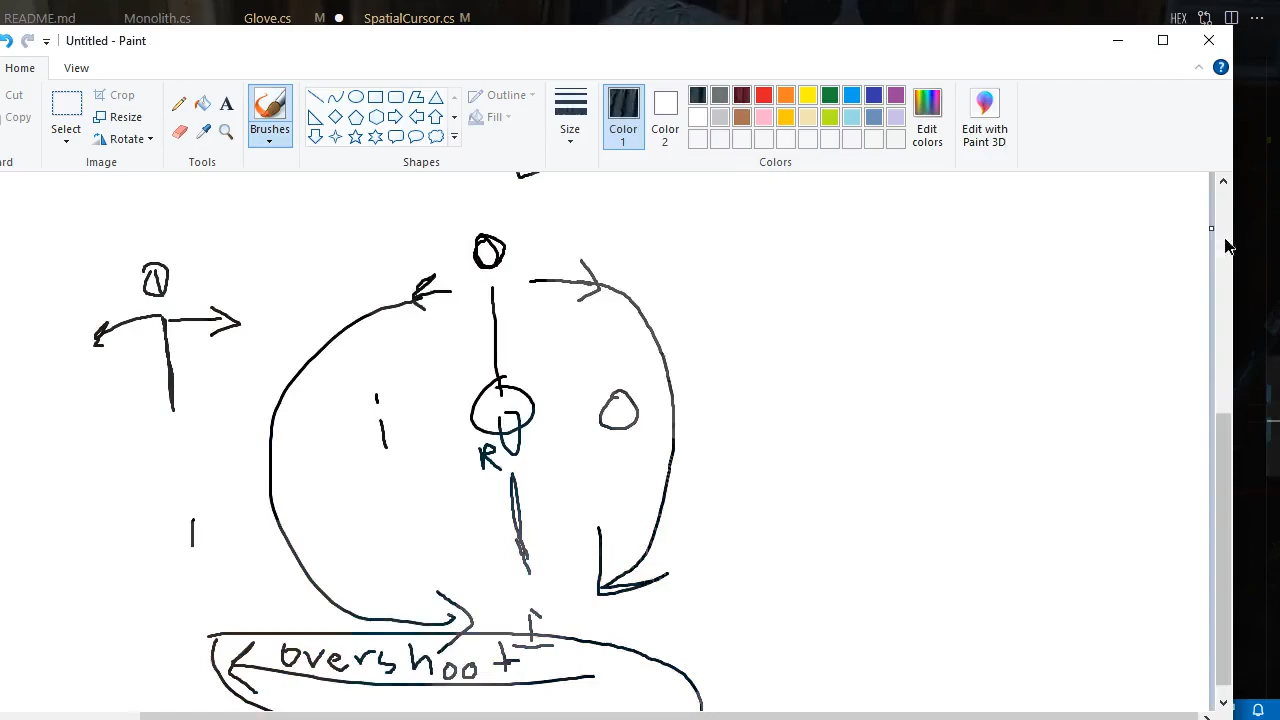 README.md Monolith.cs Glove.cs M SpatialCursor.cs M HEX
Untitled - Paint
Home View
Cut Crop Outline
Copy Resize Fill
Select Rotate Brushes Size Color 1 Color 2 Edit colors Edit with Paint 3D
Image Tools Shapes Colors
R
overshoot